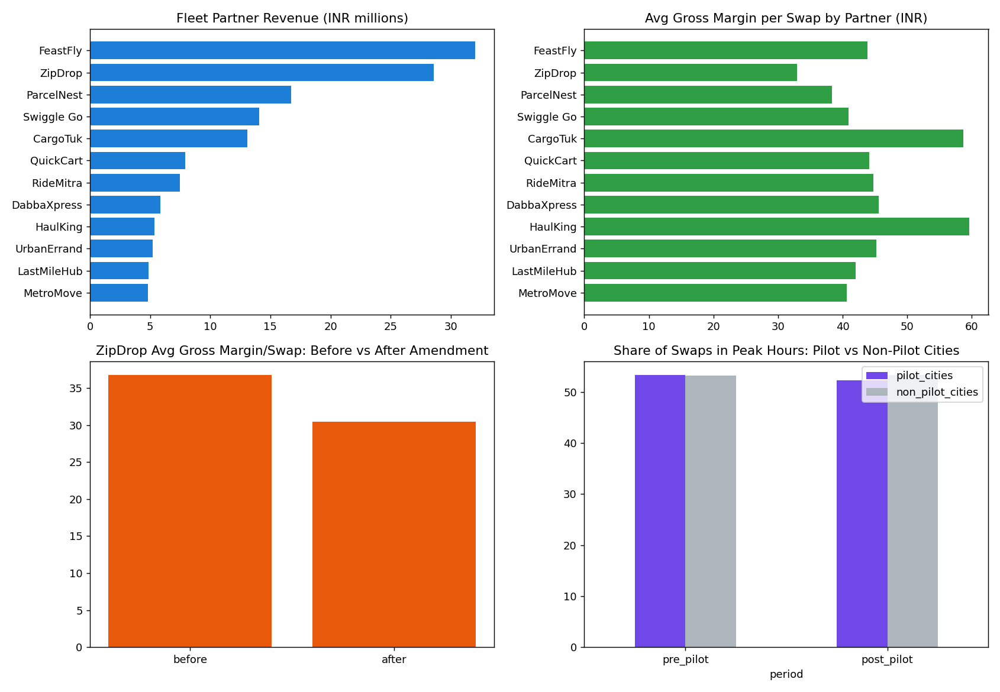 Fleet Partner Revenue (INR millions)
FeastFly
ZipDrop
ParcelNest
Swiggle Go
CargoTuk
QuickCart
RideMitra
DabbaXpress
HaulKing
UrbanErrand
LastMileHub
MetroMove
0 5 10 15 20 25 30
Avg Gross Margin per Swap by Partner (INR)
FeastFly
ZipDrop
ParcelNest
Swiggle Go
CargoTuk
QuickCart
RideMitra
DabbaXpress
HaulKing
UrbanErrand
LastMileHub
MetroMove
0 10 20 30 40 50 60
ZipDrop Avg Gross Margin/Swap: Before vs After Amendment
35
30
25
20
15
10
5
0
before after
Share of Swaps in Peak Hours: Pilot vs Non-Pilot Cities
pilot_cities
non_pilot_cities
50
40
30
20
10
0
pre_pilot post_pilot
period